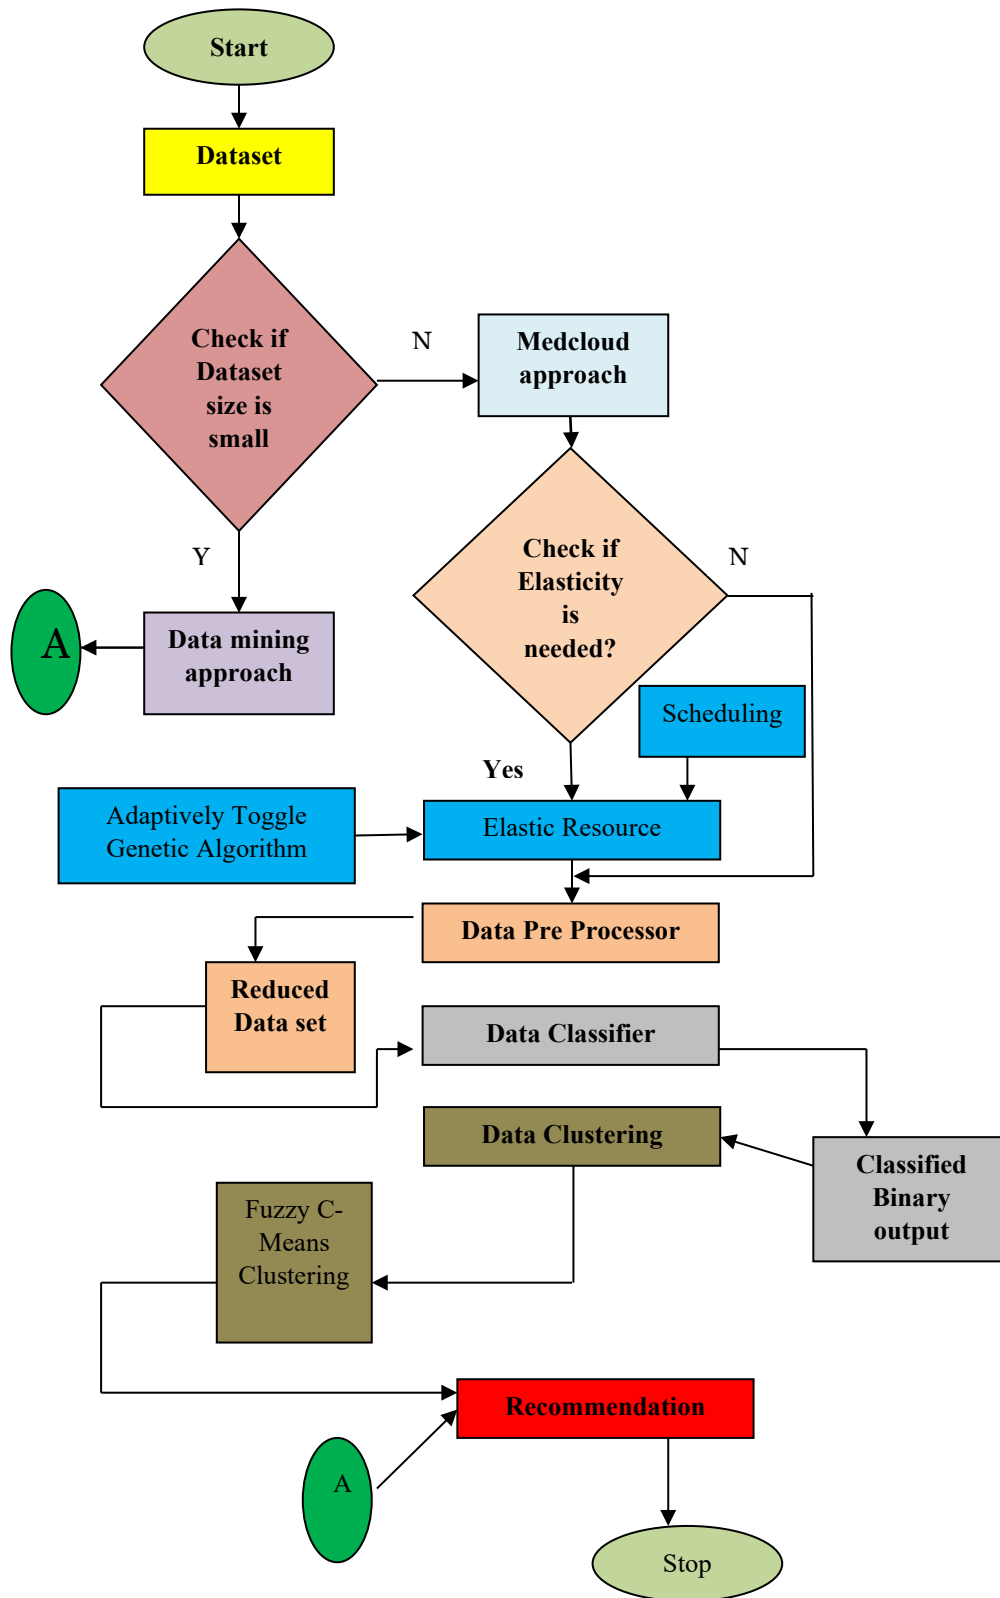 Start
Dataset
Check if
Dataset
size is
small
N
Medcloud
approach
Y
Check if
Elasticity
is
needed?
N
A
Data mining
approach
Scheduling
Yes
Adaptively Toggle
Genetic Algorithm
Elastic Resource
Data Pre Processor
Reduced
Data set
Data Classifier
Data Clustering
Classified
Binary
output
Fuzzy C-
Means
Clustering
Recommendation
A
Stop